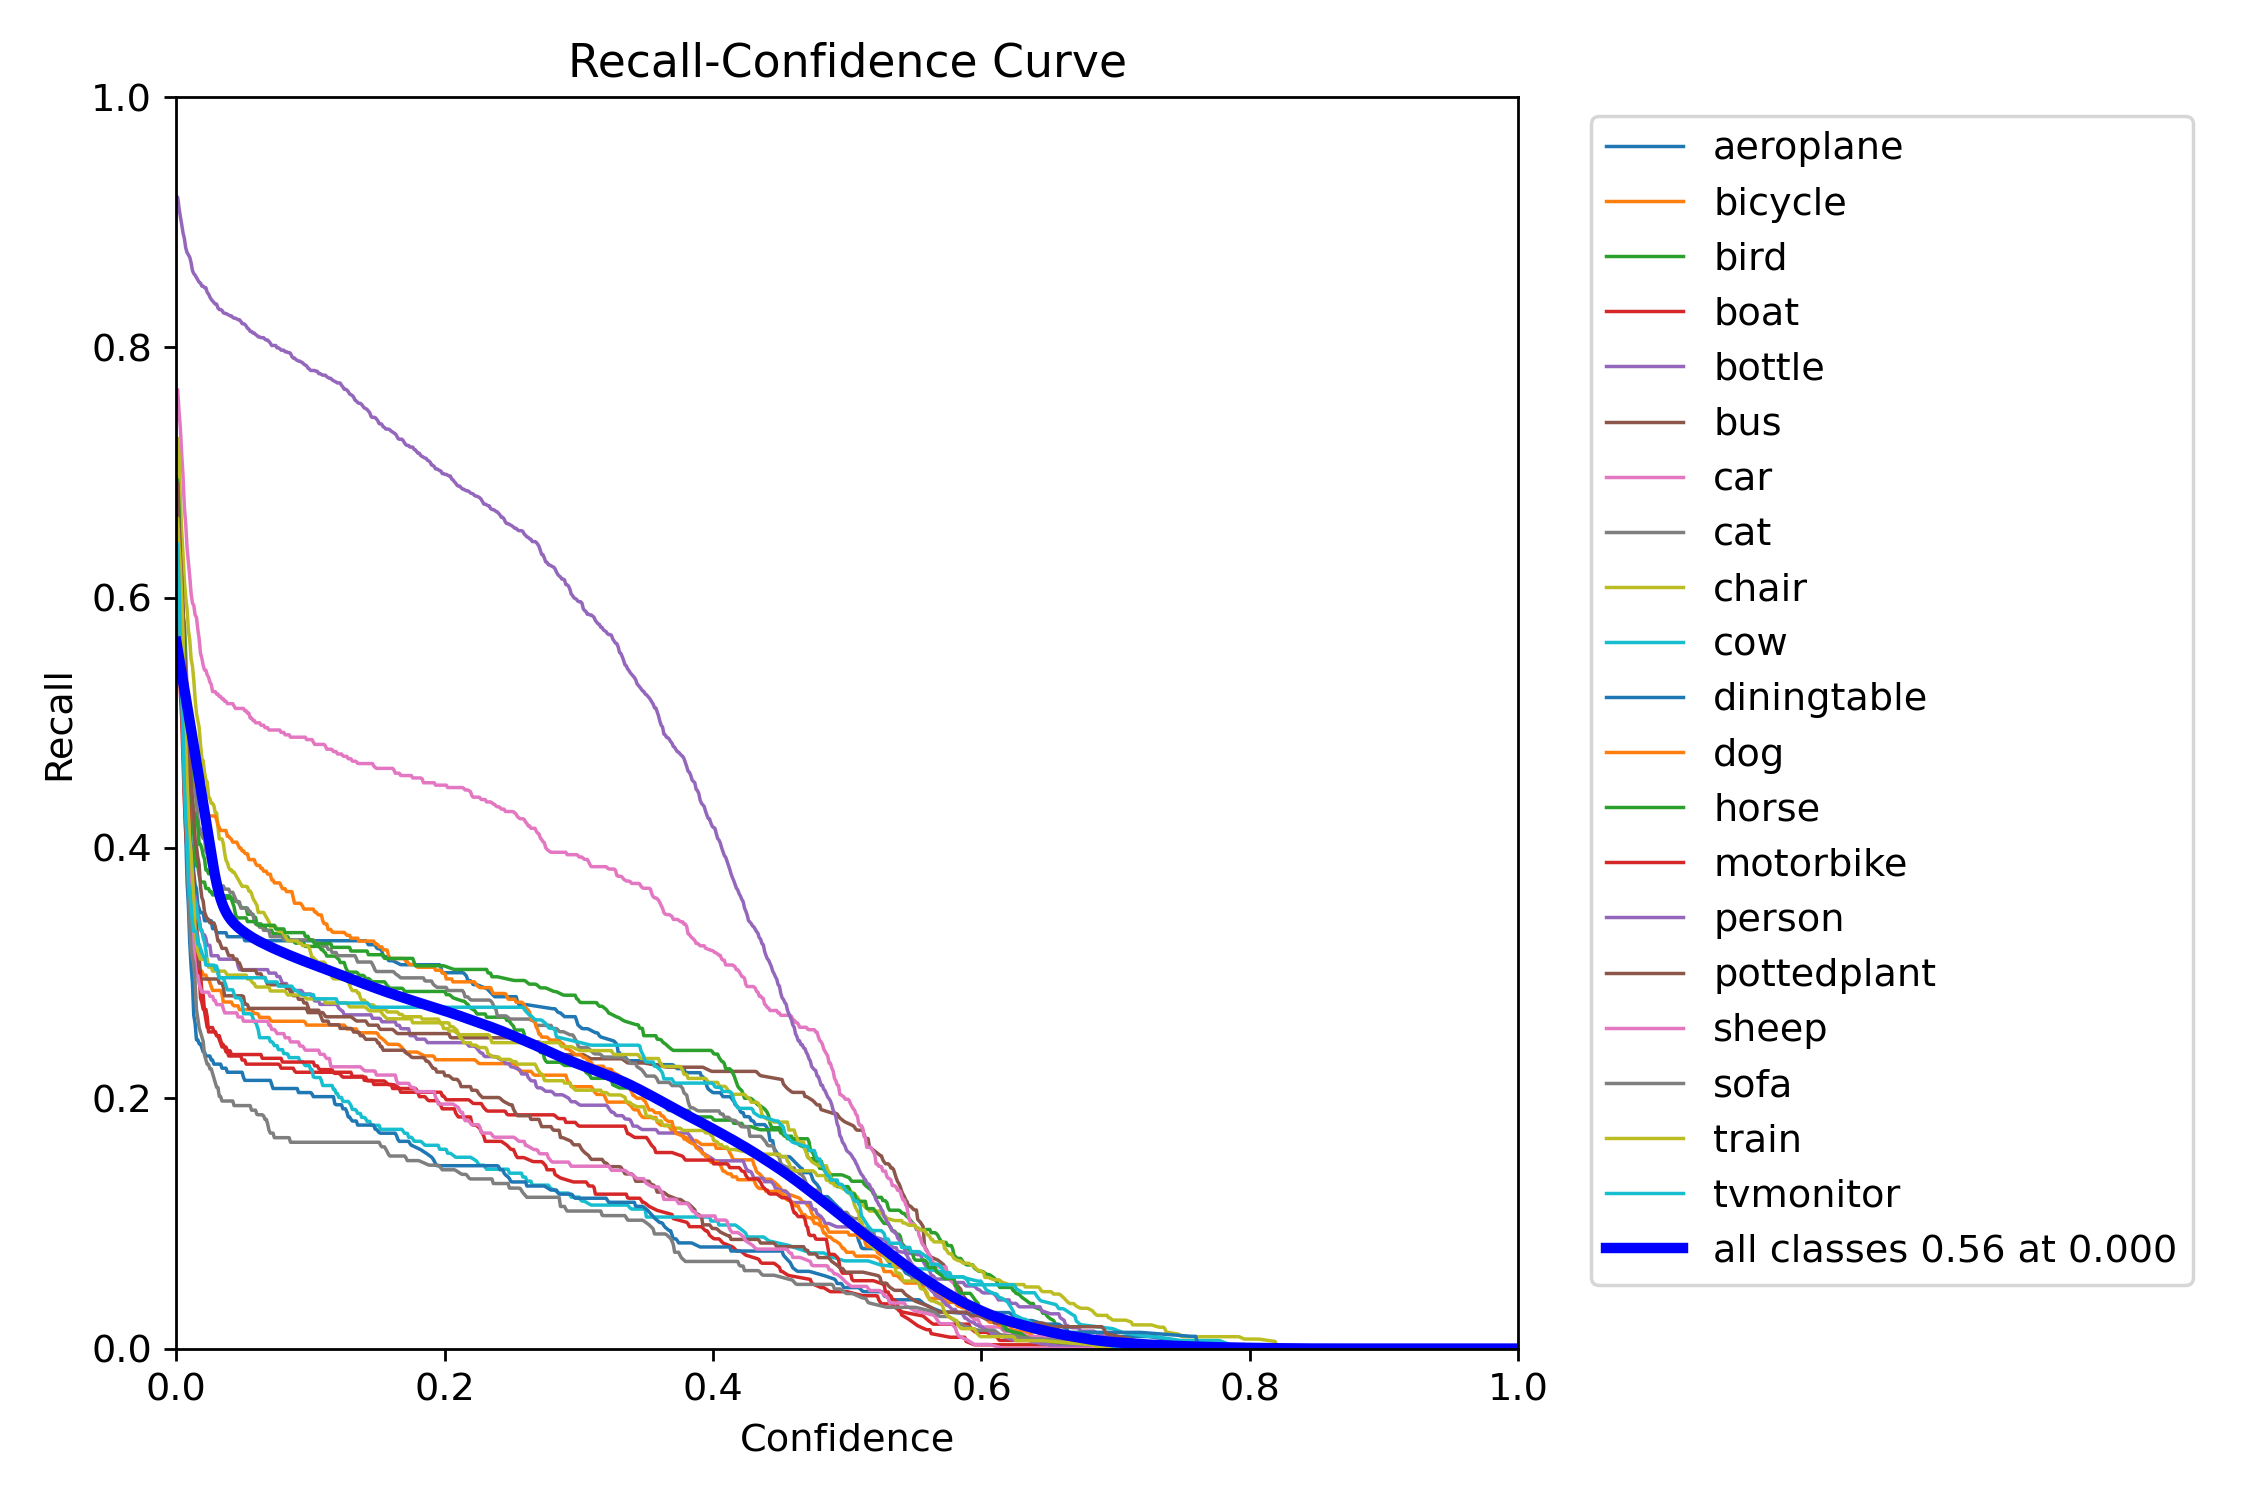 Recall-Confidence Curve
1.0
0.8
0.6
0.4
0.2
0.0
Recall
0.0 0.2 0.4 0.6 0.8 1.0
Confidence
aeroplane
bicycle
bird
boat
bottle
bus
car
cat
chair
cow
diningtable
dog
horse
motorbike
person
pottedplant
sheep
sofa
train
tvmonitor
all classes 0.56 at 0.000